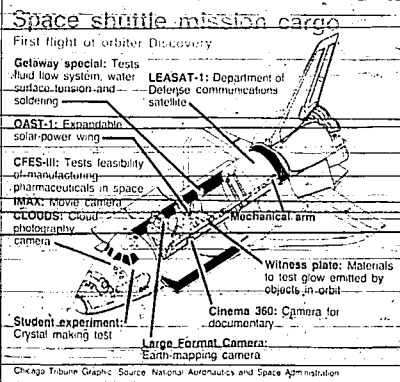 Space shuttle mission cargo
First flight of orbiter Discovery
Getaway special: Tests
fluid flow system, water
surface tension and
soldering
LEASAT-1: Department of
Defense communications
satellite
OAST-1: Expandable
solar-power wing
CFES-III: Tests feasibility
of manufacturing
pharmaceuticals in space
IMAX: Movie camera
CLOUDS: Cloud
photography
camera
Mechanical arm
Witness plate: Materials
to test glow emitted by
objects in orbit
Cinema 360: Camera for
documentary
Student experiment:
Crystal making test
Large Format Camera:
Earth-mapping camera
Chicago Tribune Graphic Source National Aeronautics and Space Administration